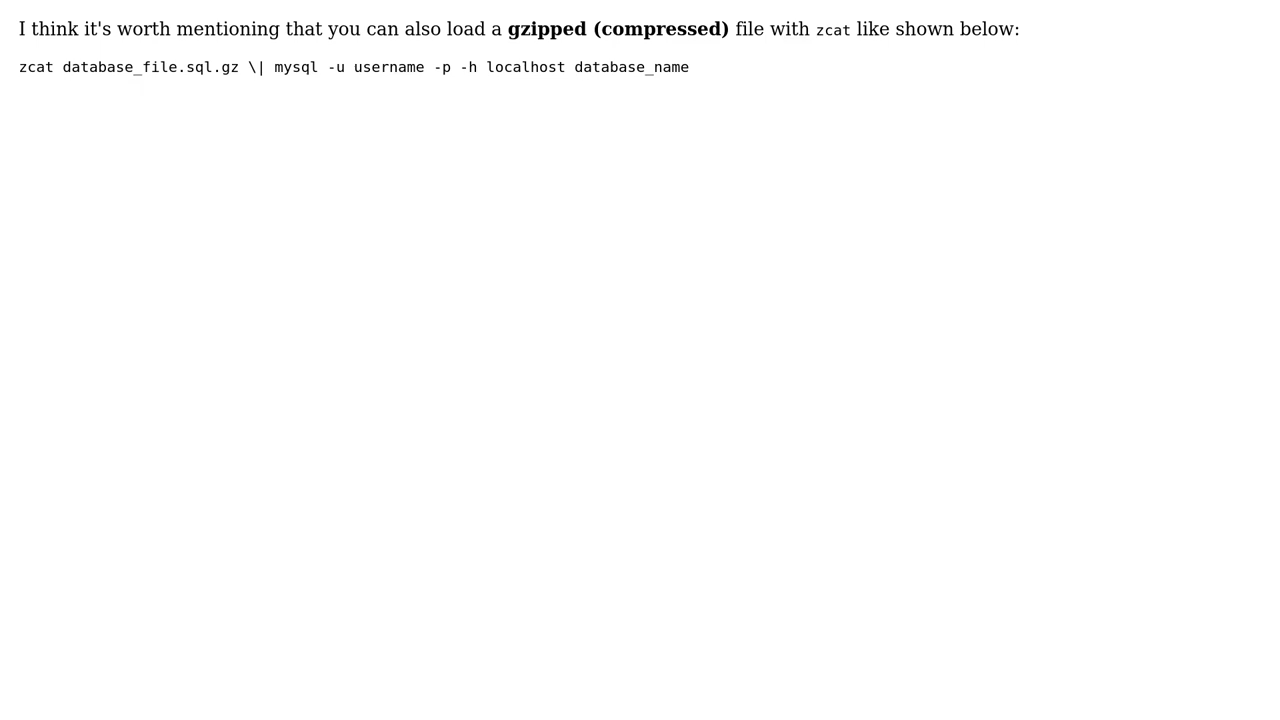 I think it's worth mentioning that you can also load a gzipped (compressed) file with zcat like shown below:
zcat database_file.sql.gz \| mysql -u username -p -h localhost database_name